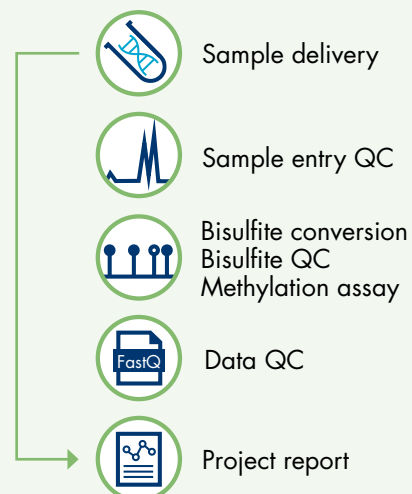 Sample delivery
Sample entry QC
Bisulfite conversion
Bisulfite QC
Methylation assay
FastQ
Data QC
Project report